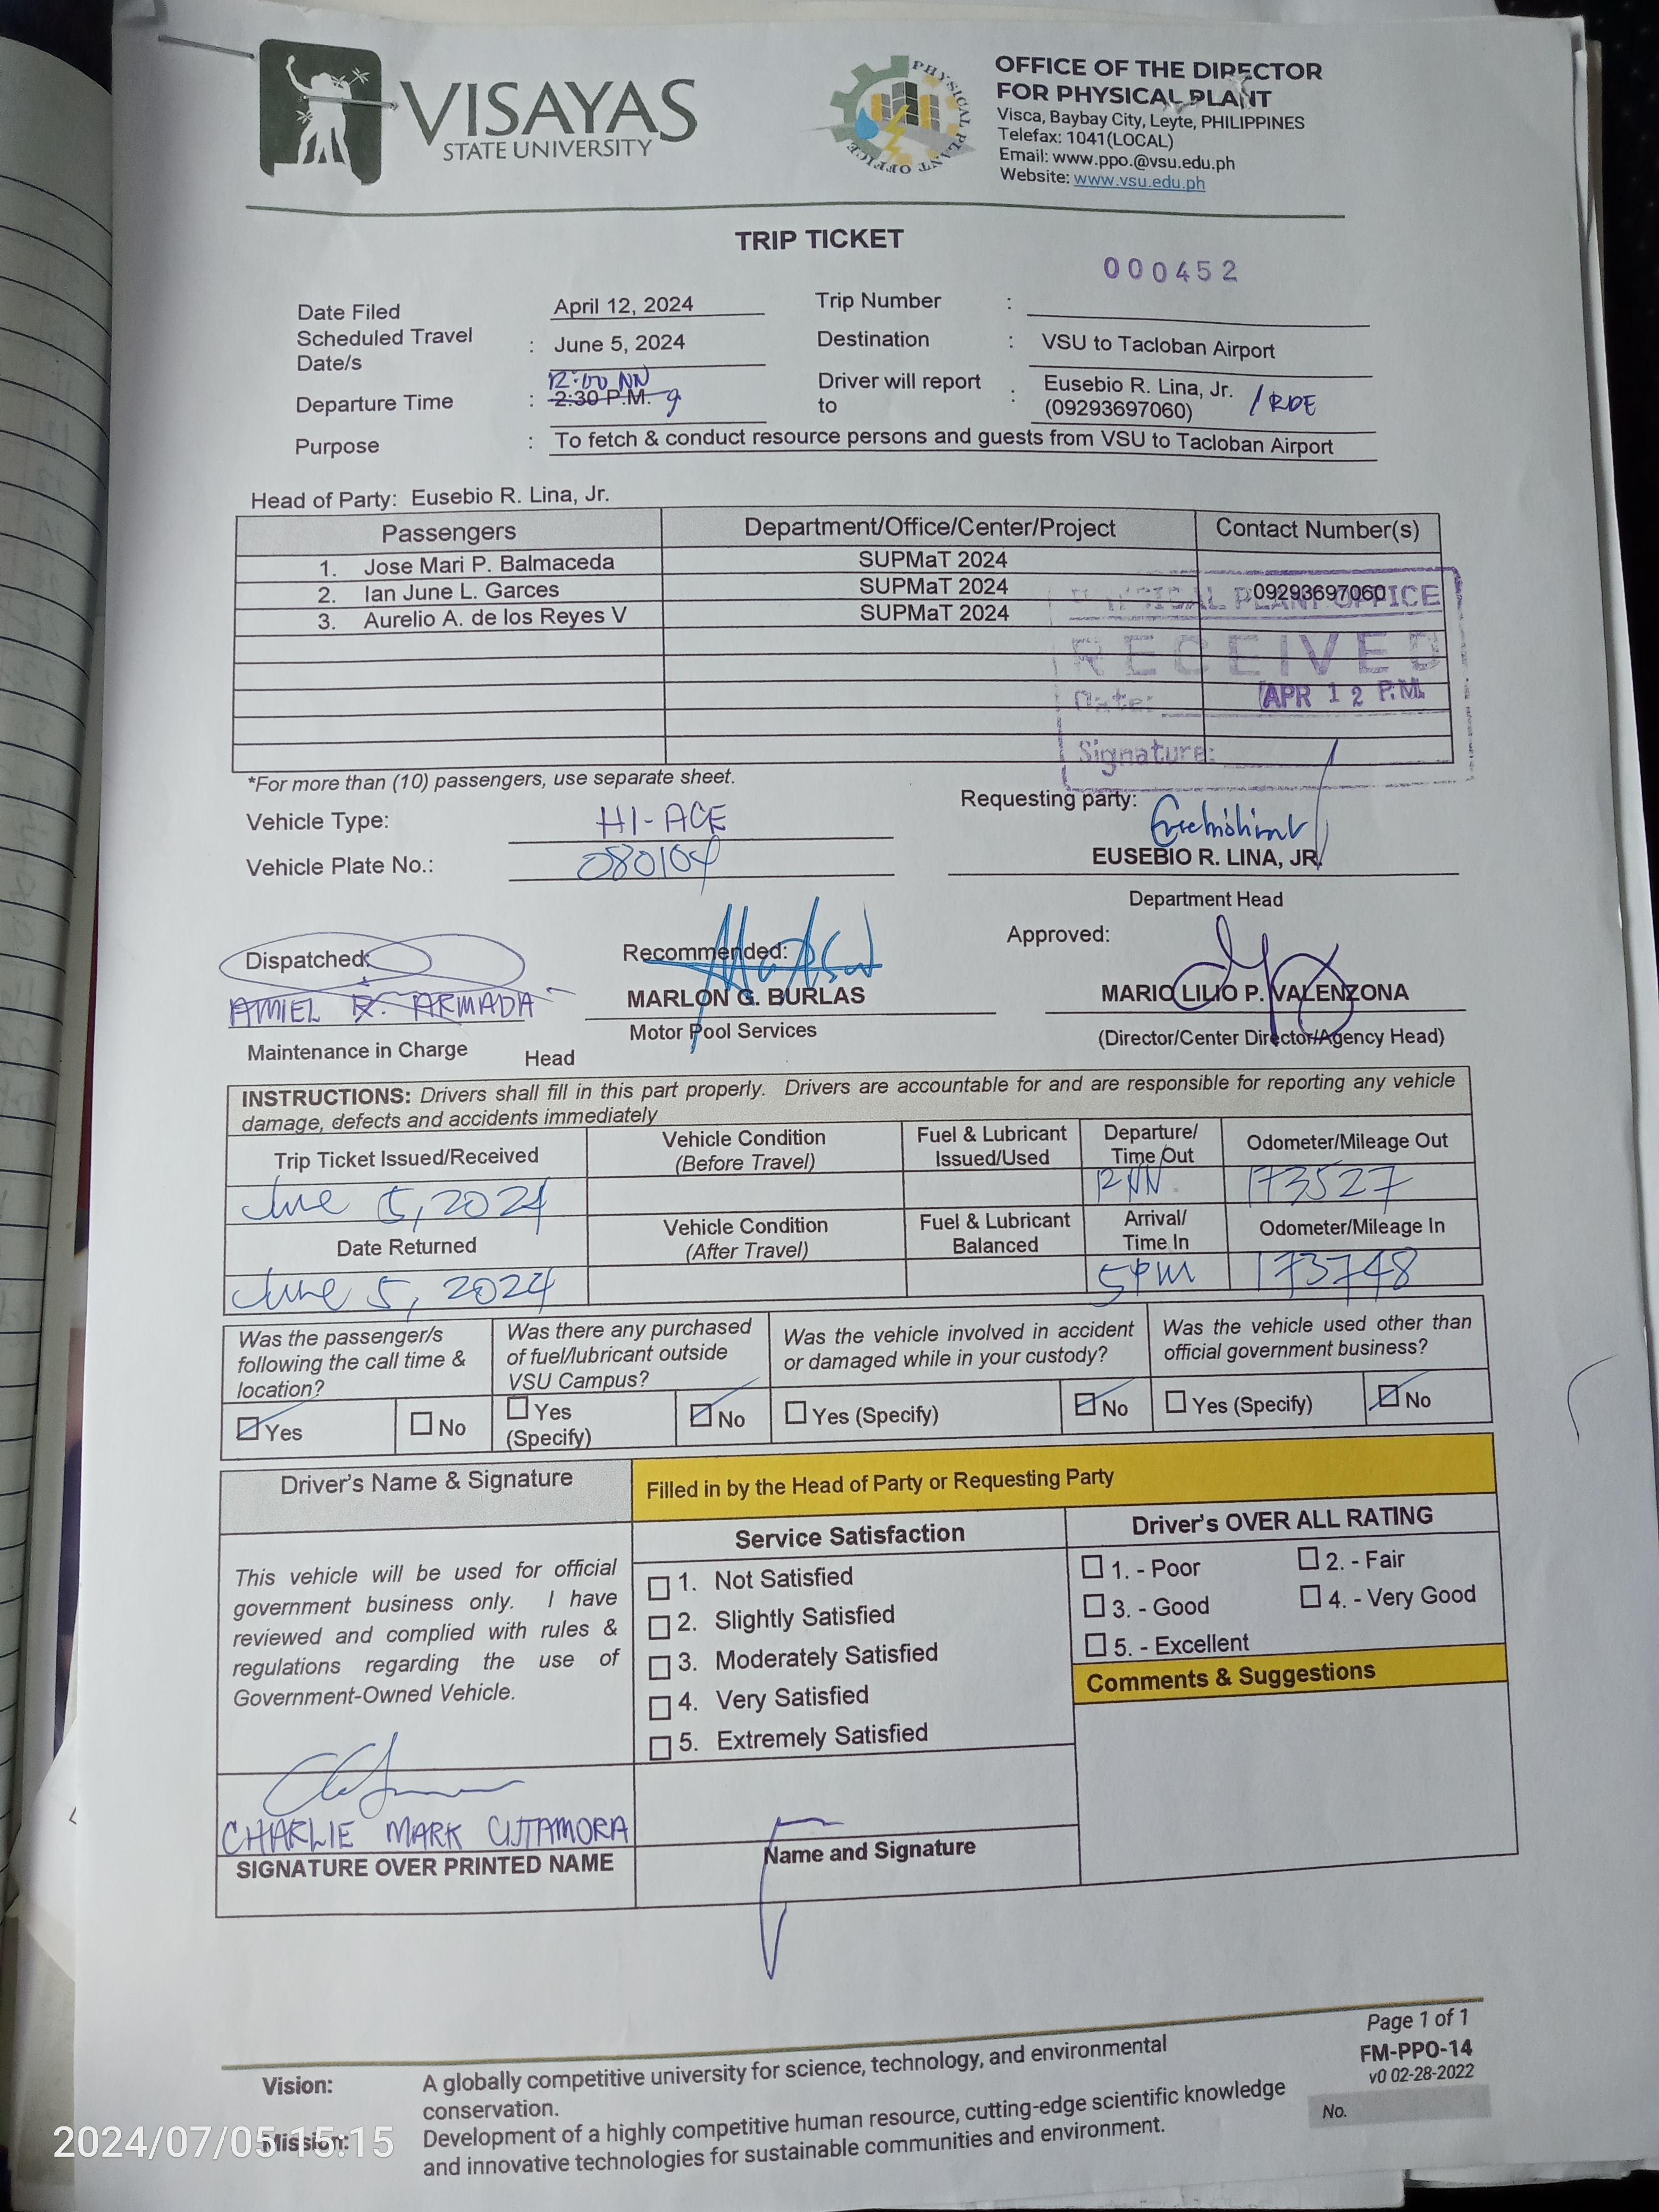 VISAYAS
STATE UNIVERSITY
PHYSICAL PLANT OFFICE
OFFICE OF THE DIRECTOR
FOR PHYSICAL PLANT
Visca, Baybay City, Leyte, PHILIPPINES
Telefax: 1041(LOCAL)
Email: www.ppo.@vsu.edu.ph
Website: www.vsu.edu.ph
TRIP TICKET
000452
Date Filed April 12, 2024 Trip Number :
Scheduled Travel Date/s : June 5, 2024 Destination : VSU to Tacloban Airport
12:00 NN
Departure Time : 2:30 P.M. Driver will report to : Eusebio R. Lina, Jr. (09293697060) /RDE
Purpose : To fetch & conduct resource persons and guests from VSU to Tacloban Airport
Head of Party: Eusebio R. Lina, Jr.
Passengers Department/Office/Center/Project Contact Number(s)
1. Jose Mari P. Balmaceda SUPMaT 2024
2. Ian June L. Garces SUPMaT 2024 09293697060
3. Aurelio A. de los Reyes V SUPMaT 2024
PHYSICAL PLANT OFFICE
RECEIVED
Date: APR 12 P.M.
Signature:
*For more than (10) passengers, use separate sheet.
Vehicle Type: HI-ACE
Requesting party:
Vehicle Plate No.: 080104
EUSEBIO R. LINA, JR.
Department Head
Dispatched: Recommended: Approved:
AMIEL R. ARMADA MARLON G. BURLAS MARIO LILIO P. VALENZONA
Maintenance in Charge Head Motor Pool Services (Director/Center Director/Agency Head)
INSTRUCTIONS: Drivers shall fill in this part properly. Drivers are accountable for and are responsible for reporting any vehicle
damage, defects and accidents immediately
Trip Ticket Issued/Received Vehicle Condition (Before Travel) Fuel & Lubricant Issued/Used Departure/ Time Out Odometer/Mileage Out
June 5, 2024 12NN 173527
Date Returned Vehicle Condition (After Travel) Fuel & Lubricant Balanced Arrival/ Time In Odometer/Mileage In
June 5, 2024 5PM 173748
Was the passenger/s following the call time & location? Was there any purchased of fuel/lubricant outside VSU Campus? Was the vehicle involved in accident or damaged while in your custody? Was the vehicle used other than official government business?
Yes No Yes (Specify) No Yes (Specify) No Yes (Specify) No
Driver's Name & Signature Filled in by the Head of Party or Requesting Party
Service Satisfaction Driver's OVER ALL RATING
This vehicle will be used for official
government business only. I have
reviewed and complied with rules &
regulations regarding the use of
Government-Owned Vehicle.
1. Not Satisfied
2. Slightly Satisfied
3. Moderately Satisfied
4. Very Satisfied
5. Extremely Satisfied
1. - Poor 2. - Fair
3. - Good 4. - Very Good
5. - Excellent
Comments & Suggestions
CHARLIE MARK CUTAMORA
SIGNATURE OVER PRINTED NAME
Name and Signature
Page 1 of 1
FM-PPO-14
v0 02-28-2022
No.
Vision: A globally competitive university for science, technology, and environmental
conservation.
Mission: Development of a highly competitive human resource, cutting-edge scientific knowledge
and innovative technologies for sustainable communities and environment.
2024/07/05 15:15